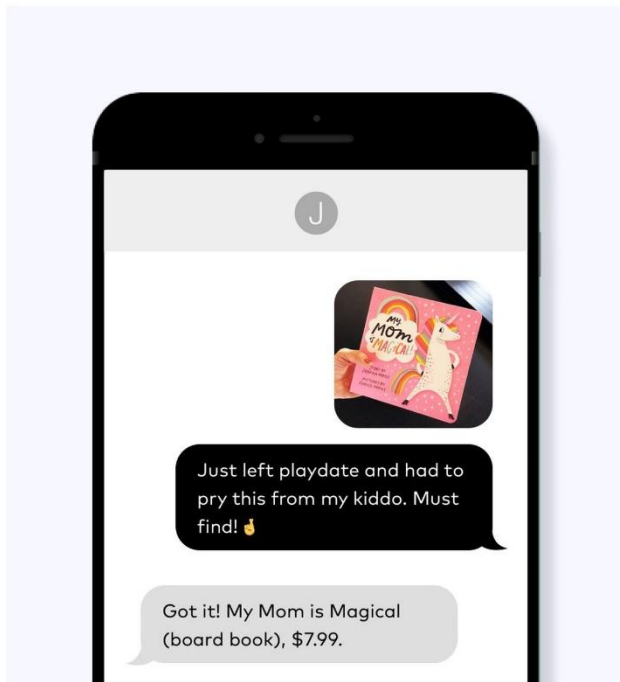 J
My
Mom
is MAGICAL!
Just left playdate and had to
pry this from my kiddo. Must
find! 🤞
Got it! My Mom is Magical
(board book), $7.99.